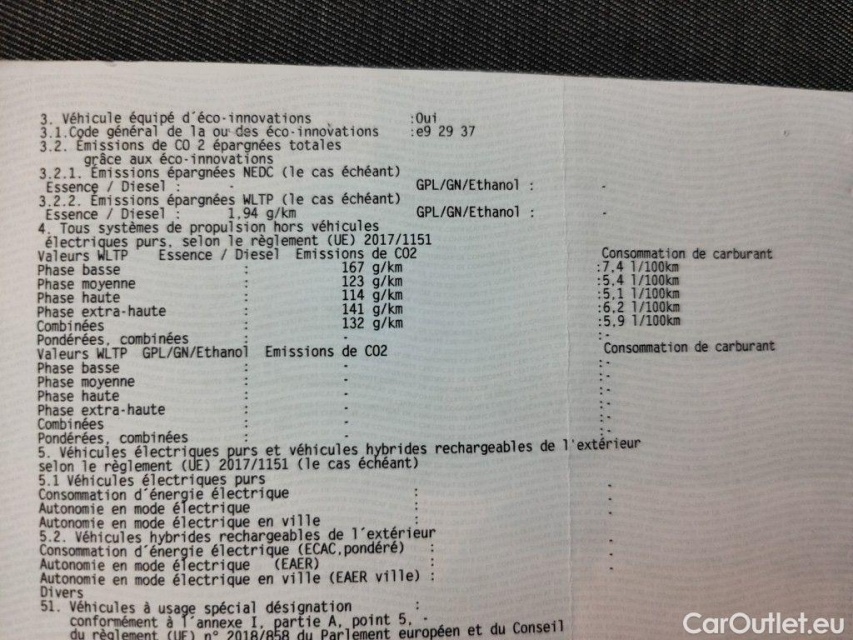 3. Véhicule équipé d'éco-innovations :Oui
3.1.Code général de la ou des éco-innovations :e9 29 37
3.2. Émissions de CO 2 épargnées totales
grâce aux éco-innovations
3.2.1. Émissions épargnées NEDC (le cas échéant)
Essence / Diesel : - GPL/GN/Ethanol : -
3.2.2. Émissions épargnées WLTP (le cas échéant)
Essence / Diesel : 1,94 g/km GPL/GN/Ethanol : -
4. Tous systèmes de propulsion hors véhicules
électriques purs, selon le règlement (UE) 2017/1151
Valeurs WLTP Essence / Diesel Emissions de CO2 Consommation de carburant
Phase basse : 167 g/km :7,4 l/100km
Phase moyenne : 123 g/km :5,4 l/100km
Phase haute : 114 g/km :5,1 l/100km
Phase extra-haute : 141 g/km :6,2 l/100km
Combinées : 132 g/km :5,9 l/100km
Pondérées, combinées : - :-
Valeurs WLTP GPL/GN/Ethanol Emissions de CO2 Consommation de carburant
Phase basse : - :-
Phase moyenne : - :-
Phase haute : - :-
Phase extra-haute : - :-
Combinées : - :-
Pondérées, combinées : - :-
5. Véhicules électriques purs et véhicules hybrides rechargeables de l'extérieur
selon le règlement (UE) 2017/1151 (le cas échéant)
5.1 Véhicules électriques purs
Consommation d'énergie électrique : -
Autonomie en mode électrique : -
Autonomie en mode électrique en ville : -
5.2. Véhicules hybrides rechargeables de l'extérieur
Consommation d'énergie électrique (ECAC,pondéré) : -
Autonomie en mode électrique (EAER) : -
Autonomie en mode électrique en ville (EAER ville) : -
Divers
51. Véhicules à usage spécial désignation : -
conformément à l'annexe I, partie A, point 5,
du règlement (UE) n° 2018/858 du Parlement européen et du Conseil
CarOutlet.eu